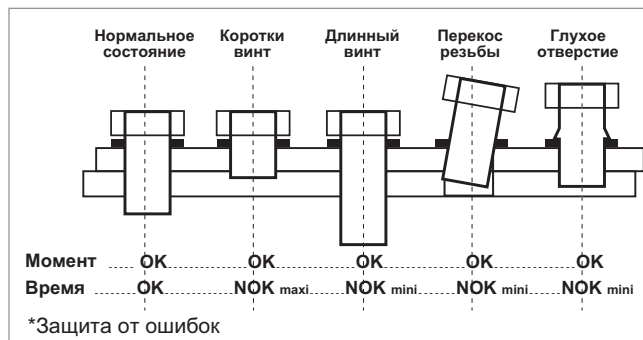 Нормальное состояние
Коротки винт
Длинный винт
Перекос резьбы
Глухое отверстие
Момент OK OK OK OK OK
Время OK NOK maxi NOK mini NOK mini NOK mini
*Защита от ошибок